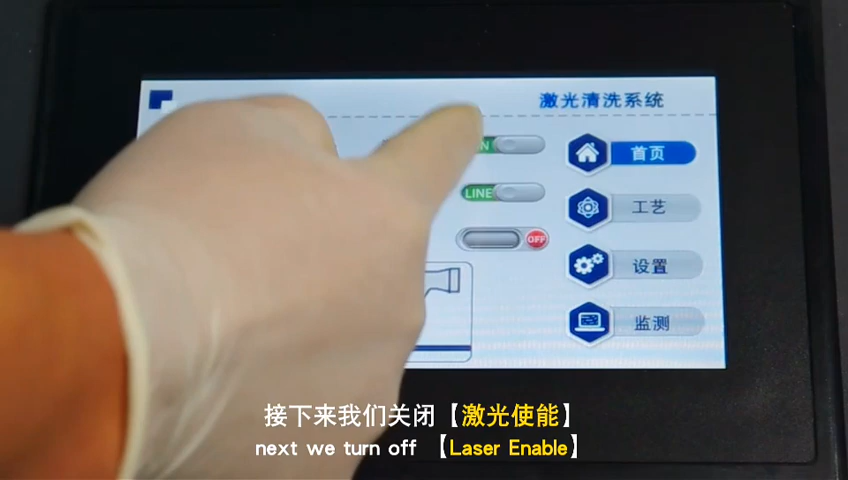 激光清洗系统
首页
LINE
工艺
OFF
设置
监测
接下来我们关闭【激光使能】
next we turn off 【Laser Enable】